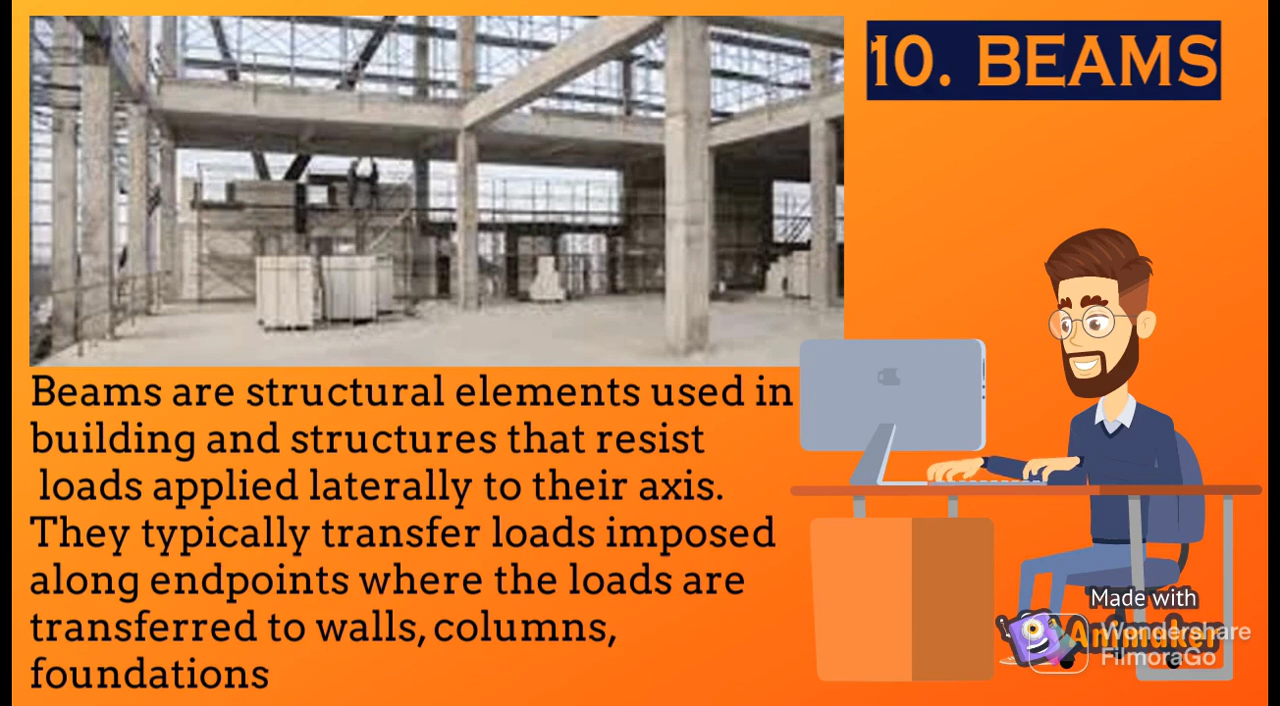 10. BEAMS
Beams are structural elements used in
building and structures that resist
loads applied laterally to their axis.
They typically transfer loads imposed
along endpoints where the loads are
transferred to walls, columns,
foundations
Made with
Animaker
Wondershare
FilmoraGo